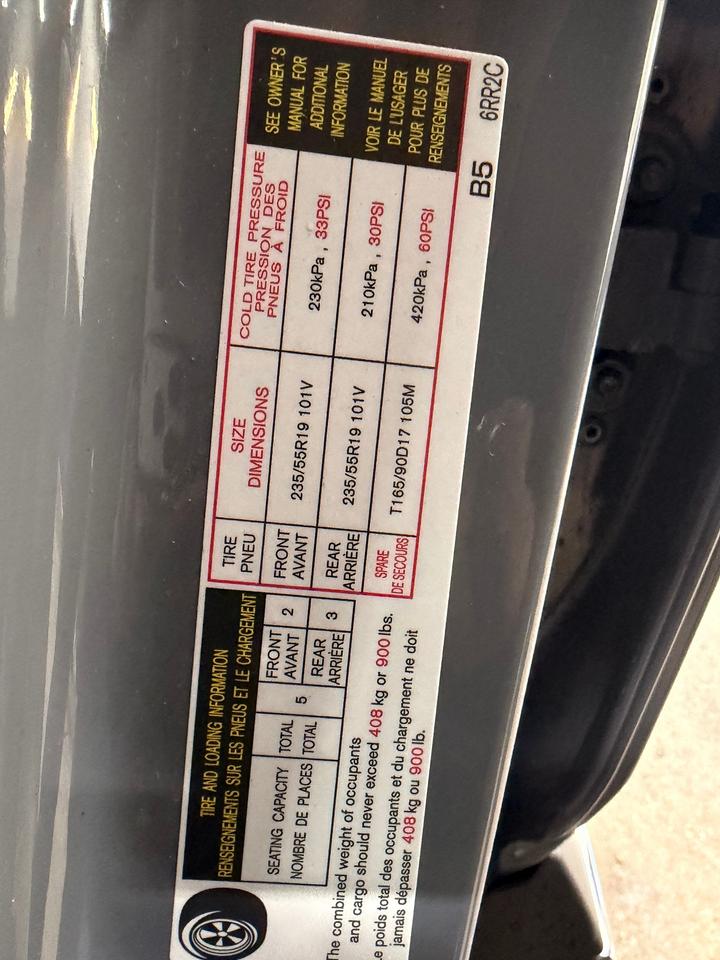 TIRE AND LOADING INFORMATION
RENSEIGNEMENTS SUR LES PNEUS ET LE CHARGEMENT
SEATING CAPACITY
NOMBRE DE PLACES
TOTAL
TOTAL
5
FRONT
AVANT
2
REAR
ARRIÈRE
3
The combined weight of occupants
and cargo should never exceed 408 kg or 900 lbs.
Le poids total des occupants et du chargement ne doit
jamais dépasser 408 kg ou 900 lb.
TIRE
PNEU
SIZE
DIMENSIONS
COLD TIRE PRESSURE
PRESSION DES
PNEUS À FROID
FRONT
AVANT
235/55R19 101V
230kPa , 33PSI
REAR
ARRIÈRE
235/55R19 101V
210kPa , 30PSI
SPARE
DE SECOURS
T165/90D17 105M
420kPa , 60PSI
SEE OWNER'S
MANUAL FOR
ADDITIONAL
INFORMATION
VOIR LE MANUEL
DE L'USAGER
POUR PLUS DE
RENSEIGNEMENTS
B5 6RR2C